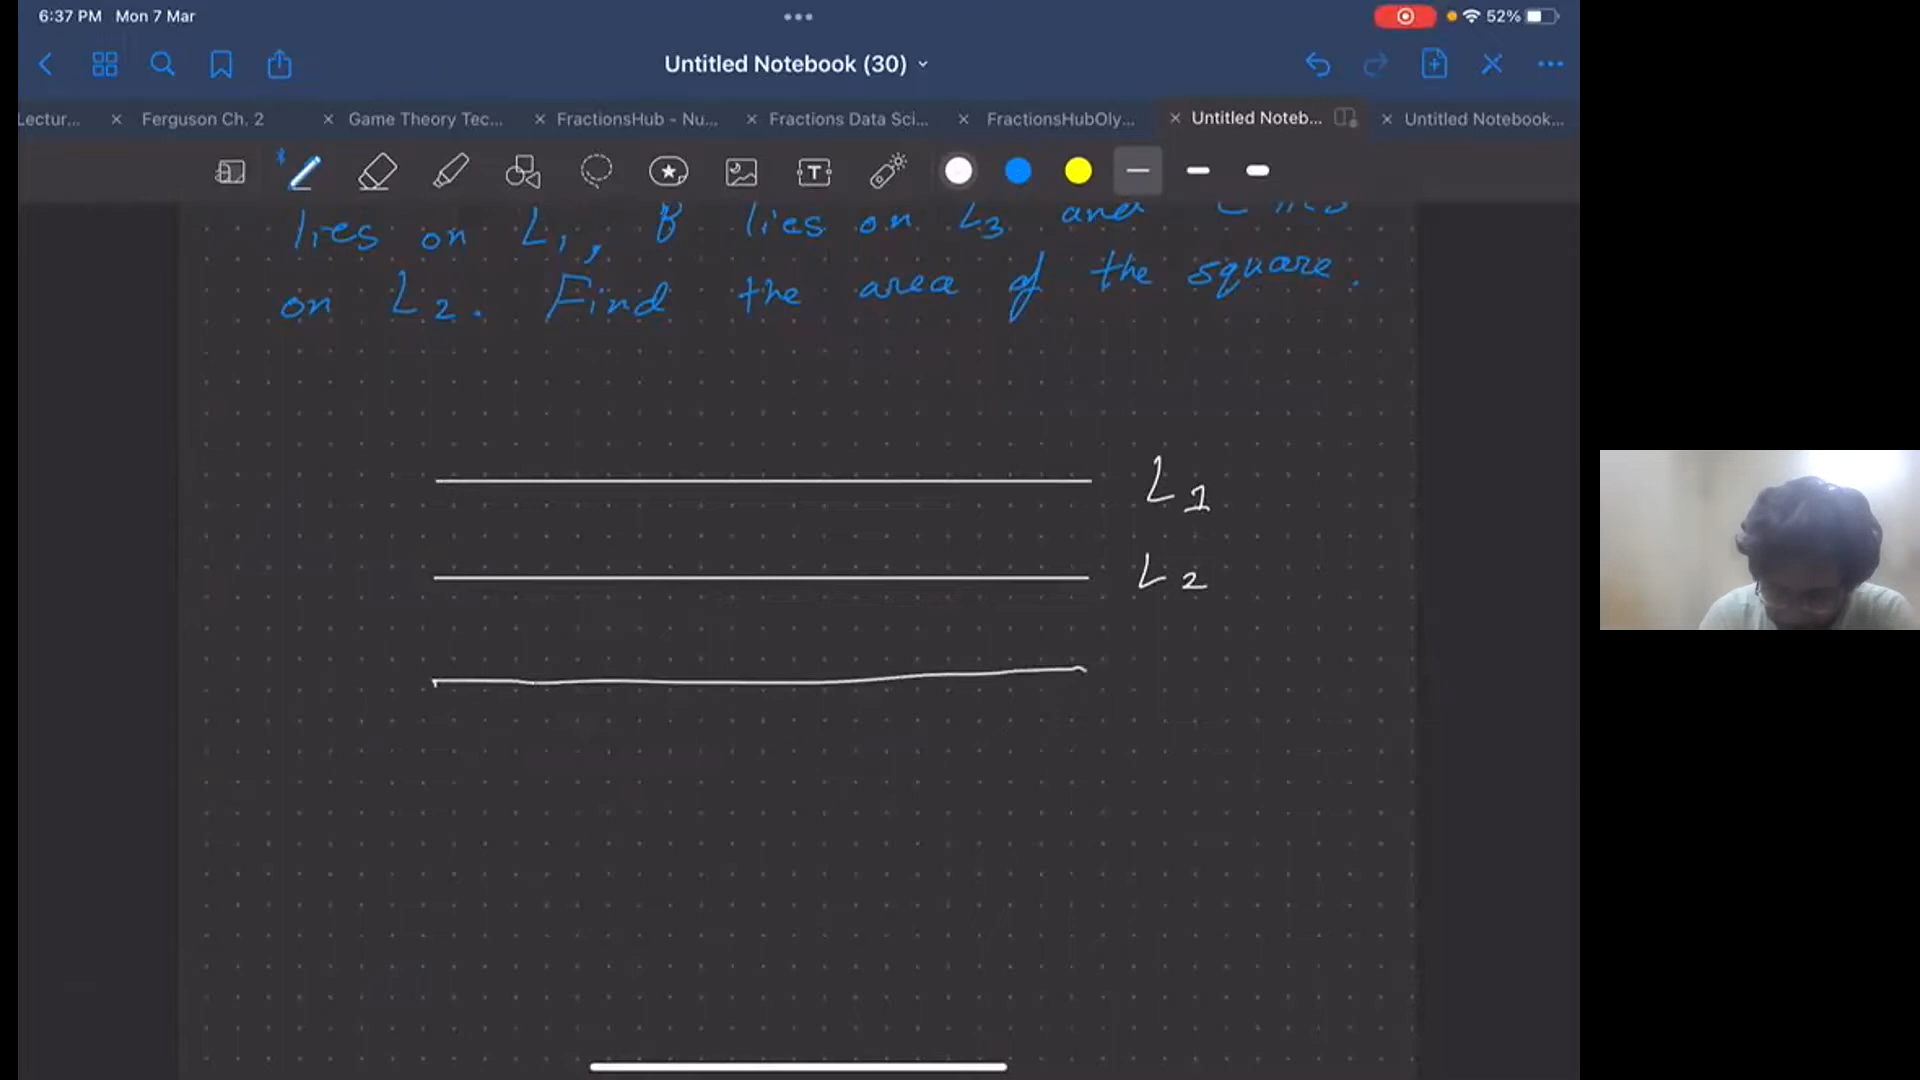 6:37 PM Mon 7 Mar
52%
Untitled Notebook (30)
Lectur... Ferguson Ch. 2 Game Theory Tec... FractionsHub - Nu... Fractions Data Sci... FractionsHubOly... Untitled Noteb... Untitled Notebook...
T
lies on L1, B lies on L3 and lies
on L2. Find the area of the square.
L1
L2